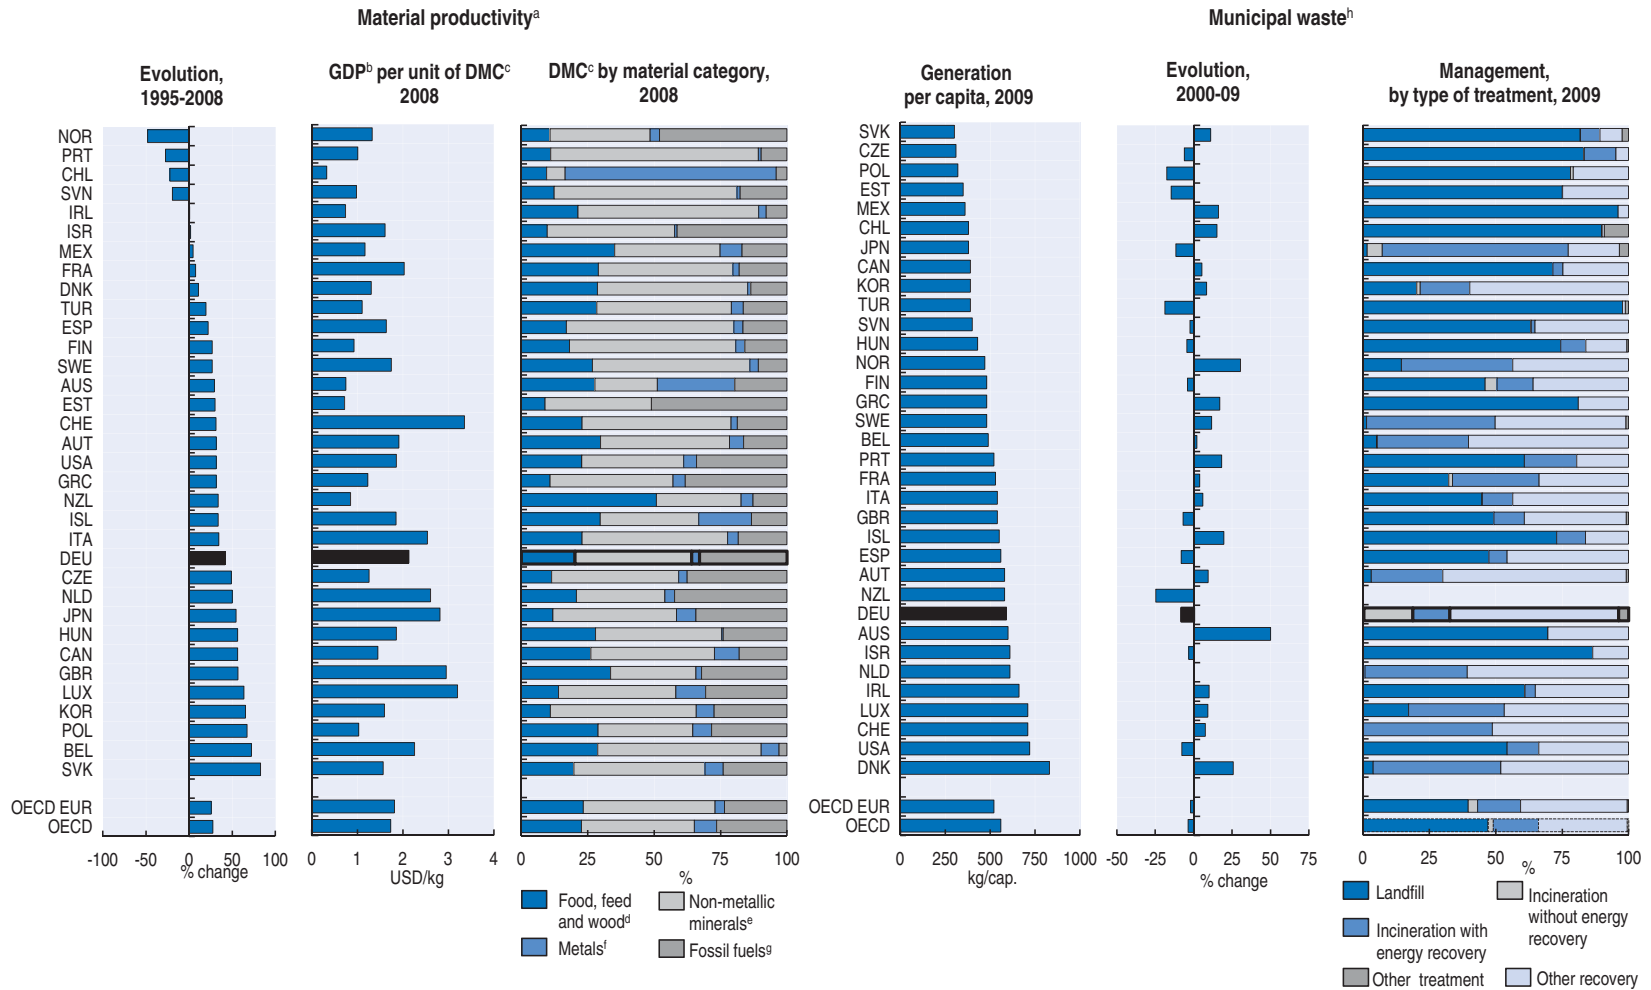 Material productivityᵃ
Municipal wasteʰ
Evolution,
1995-2008
GDPᵇ per unit of DMCᶜ
2008
DMCᶜ by material category,
2008
Generation
per capita, 2009
Evolution,
2000-09
Management,
by type of treatment, 2009
NOR
PRT
CHL
SVN
IRL
ISR
MEX
FRA
DNK
TUR
ESP
FIN
SWE
AUS
EST
CHE
AUT
USA
GRC
NZL
ISL
ITA
DEU
CZE
NLD
JPN
HUN
CAN
GBR
LUX
KOR
POL
BEL
SVK
OECD EUR
OECD
-100 -50 0 50 100
% change
0 1 2 3 4
USD/kg
0 25 50 75 100
%
Food, feed
and woodᵈ
Non-metallic
mineralsᵉ
Metalsᶠ
Fossil fuelsᵍ
SVK
CZE
POL
EST
MEX
CHL
JPN
CAN
KOR
TUR
SVN
HUN
NOR
FIN
GRC
SWE
BEL
PRT
FRA
ITA
GBR
ISL
ESP
AUT
NZL
DEU
AUS
ISR
NLD
IRL
LUX
CHE
USA
DNK
OECD EUR
OECD
0 250 500 750 1000
kg/cap.
-50 -25 0 25 50 75
% change
0 25 50 75 100
%
Landfill
Incineration
without energy
recovery
Incineration with
energy recovery
Other treatment
Other recovery